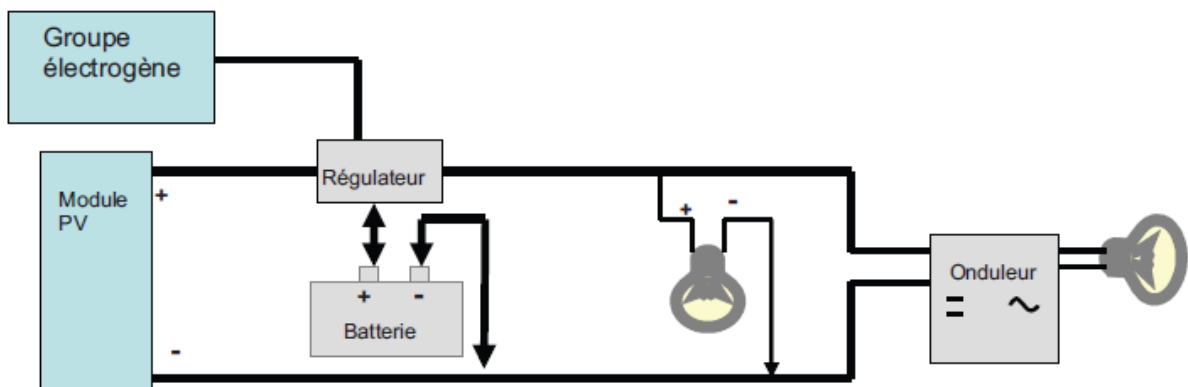 Groupe
électrogène
Module
PV
+
-
Régulateur
+ -
Batterie
+ -
Onduleur